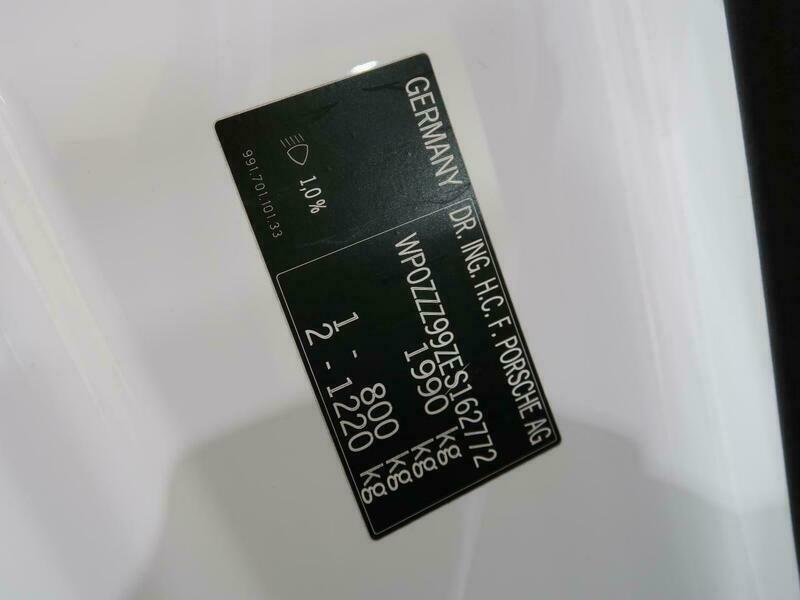 GERMANY DR. ING. H.C. F. PORSCHE AG
WP0ZZZ99ZES162772
1990 kg
kg
1 - 800 kg
2 - 1220 kg
1,0%
991.701.101.33